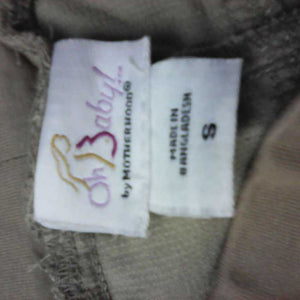 Oh Baby!...
by MOTHERHOOD®
S
MADE IN
BANGLADESH